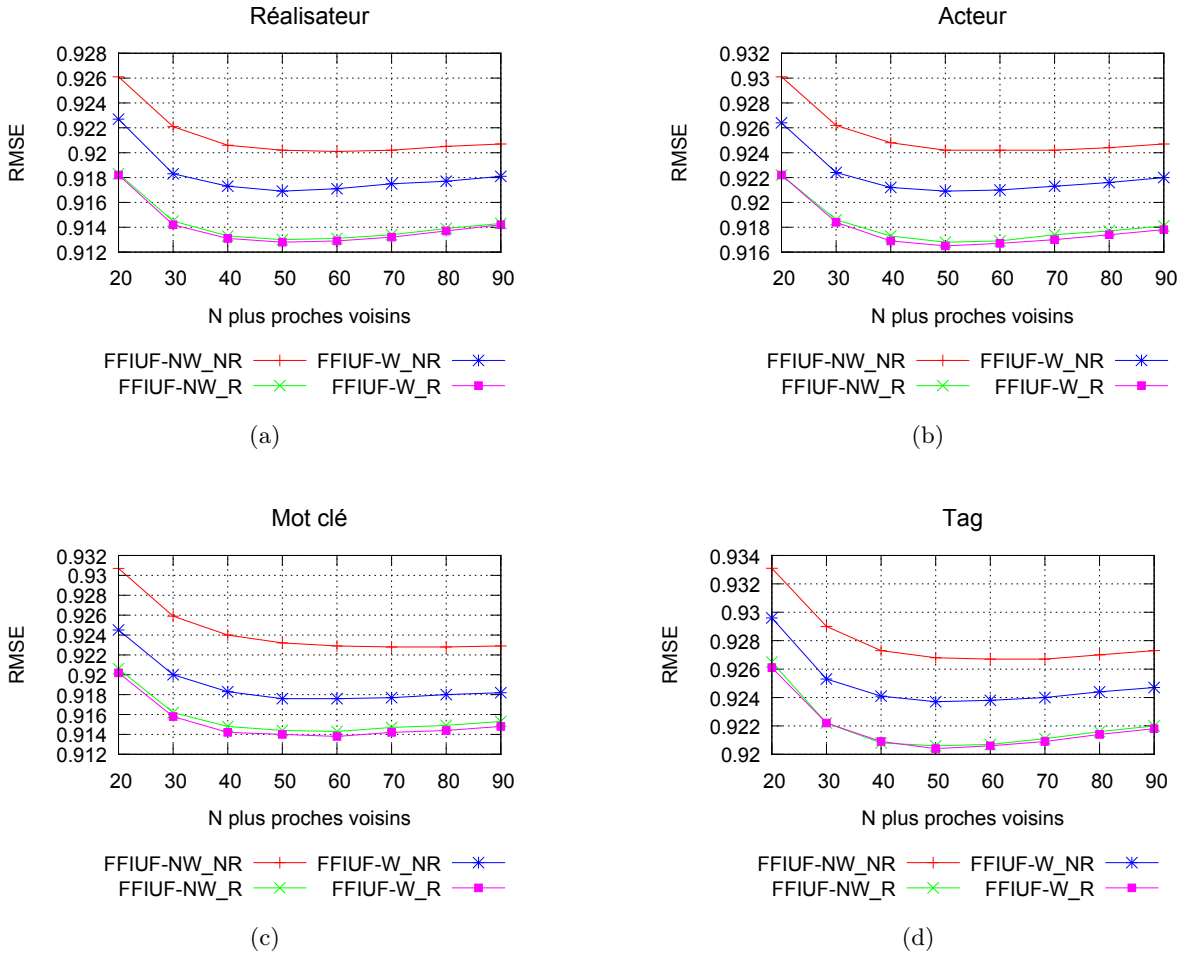 Réalisateur
0.928
0.926
0.924
0.922
0.92
0.918
0.916
0.914
0.912
RMSE
20 30 40 50 60 70 80 90
N plus proches voisins
FFIUF-NW_NR FFIUF-W_NR
FFIUF-NW_R FFIUF-W_R
(a)
Acteur
0.932
0.93
0.928
0.926
0.924
0.922
0.92
0.918
0.916
RMSE
20 30 40 50 60 70 80 90
N plus proches voisins
FFIUF-NW_NR FFIUF-W_NR
FFIUF-NW_R FFIUF-W_R
(b)
Mot clé
0.932
0.93
0.928
0.926
0.924
0.922
0.92
0.918
0.916
0.914
0.912
RMSE
20 30 40 50 60 70 80 90
N plus proches voisins
FFIUF-NW_NR FFIUF-W_NR
FFIUF-NW_R FFIUF-W_R
(c)
Tag
0.934
0.932
0.93
0.928
0.926
0.924
0.922
0.92
RMSE
20 30 40 50 60 70 80 90
N plus proches voisins
FFIUF-NW_NR FFIUF-W_NR
FFIUF-NW_R FFIUF-W_R
(d)